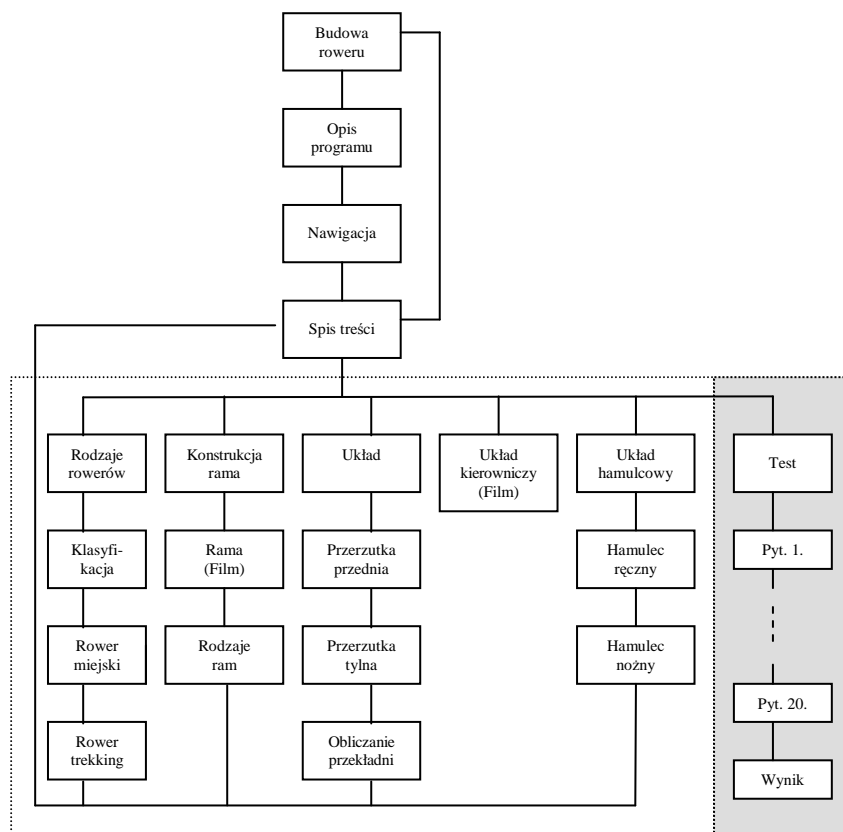 Budowa
roweru
Opis
programu
Nawigacja
Spis treści
Rodzaje
rowerów
Klasyfi-
kacja
Rower
miejski
Rower
trekking
Konstrukcja
rama
Rama
(Film)
Rodzaje
ram
Układ
Przerzutka
przednia
Przerzutka
tylna
Obliczanie
przekładni
Układ
kierowniczy
(Film)
Układ
hamulcowy
Hamulec
ręczny
Hamulec
nożny
Test
Pyt. 1.
Pyt. 20.
Wynik